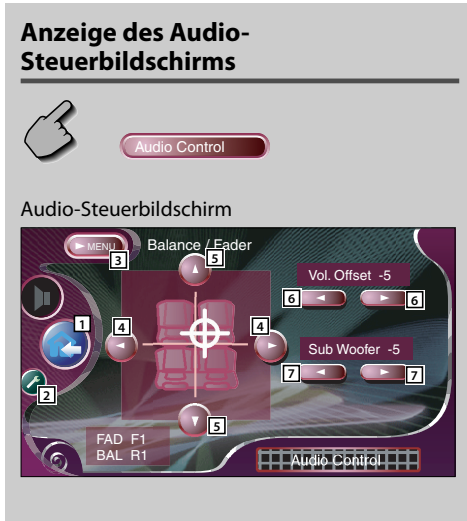 Anzeige des Audio-
Steuerbildschirms
Audio Control
Audio-Steuerbildschirm
► MENU
Balance / Fader
3
5
Vol. Offset -5
◄ ►
6 6
1
4 4
Sub Woofer -5
◄ ►
7 7
2
5
FAD F1
BAL R1
Audio Control